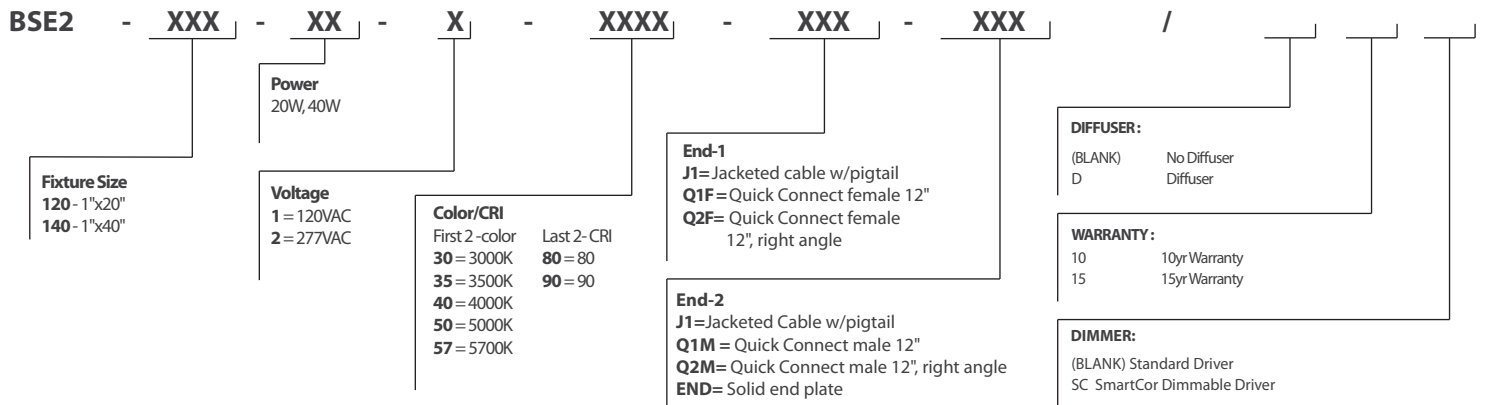 BSE2 - XXX - XX - X - XXXX - XXX - XXX /
Power
20W, 40W
Fixture Size
120 - 1"x20"
140 - 1"x40"
Voltage
1 = 120VAC
2 = 277VAC
Color/CRI
First 2 -color Last 2- CRI
30 = 3000K 80 = 80
35 = 3500K 90 = 90
40 = 4000K
50 = 5000K
57 = 5700K
End-1
J1= Jacketed cable w/pigtail
Q1F = Quick Connect female 12"
Q2F= Quick Connect female
12", right angle
End-2
J1=Jacketed Cable w/pigtail
Q1M = Quick Connect male 12"
Q2M= Quick Connect male 12", right angle
END= Solid end plate
DIFFUSER:
(BLANK) No Diffuser
D Diffuser
WARRANTY:
10 10yr Warranty
15 15yr Warranty
DIMMER:
(BLANK) Standard Driver
SC SmartCor Dimmable Driver